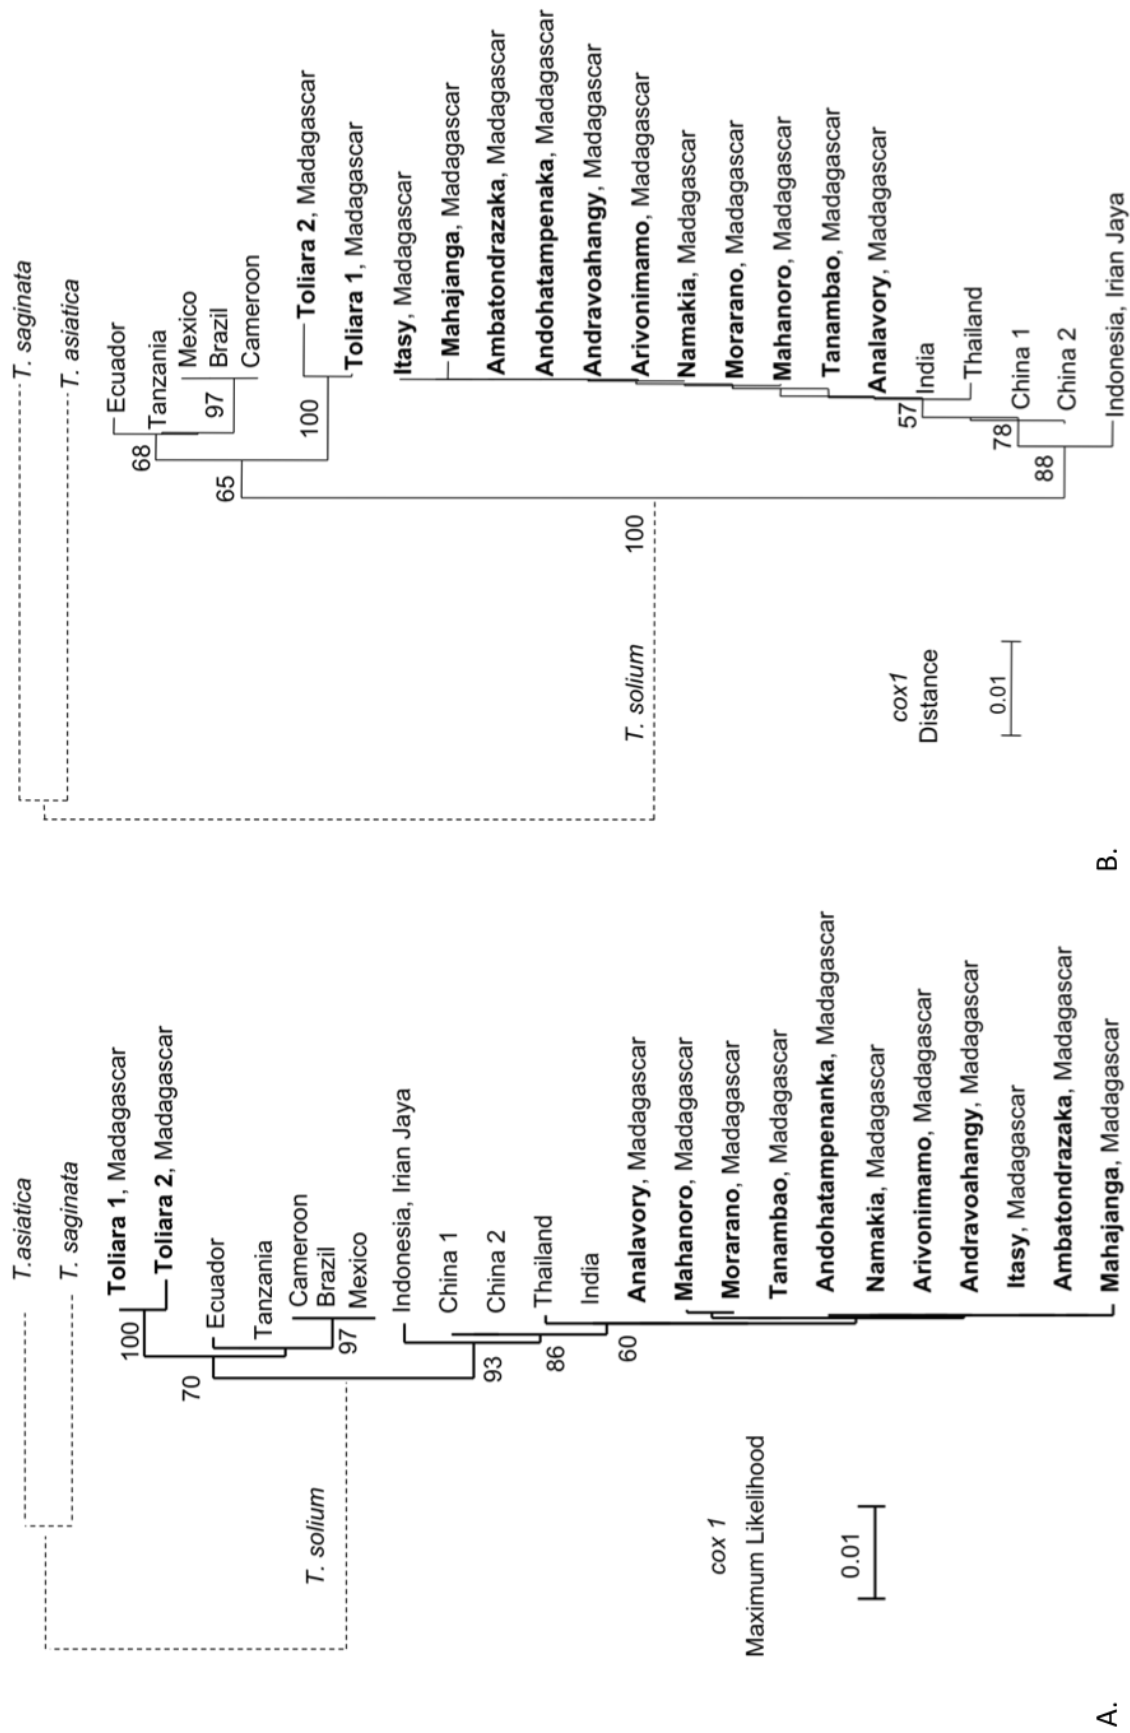 T.asiatica
T. saginata
Toliara 1, Madagascar
Toliara 2, Madagascar
100
Ecuador
70
Tanzania
Cameroon
Brazil
Mexico
97
T. solium
Indonesia, Irian Jaya
China 1
93
China 2
Thailand
86
India
60
Analavory, Madagascar
Mahanoro, Madagascar
Morarano, Madagascar
Tanambao, Madagascar
Andohatampenanka, Madagascar
Namakia, Madagascar
Arivonimamo, Madagascar
Andravoahangy, Madagascar
Itasy, Madagascar
Ambatondrazaka, Madagascar
Mahajanga, Madagascar
cox 1
Maximum Likelihood
0.01
A.
T. saginata
T. asiatica
Ecuador
68
Tanzania
Mexico
97
Brazil
Cameroon
65
Toliara 2, Madagascar
100
Toliara 1, Madagascar
Itasy, Madagascar
Mahajanga, Madagascar
Ambatondrazaka, Madagascar
Andohatampenaka, Madagascar
Andravoahangy, Madagascar
Arivonimamo, Madagascar
100
T. solium
Namakia, Madagascar
Morarano, Madagascar
Mahanoro, Madagascar
Tanambao, Madagascar
Analavory, Madagascar
57
India
Thailand
78
China 1
88
China 2
Indonesia, Irian Jaya
cox1
Distance
0.01
B.